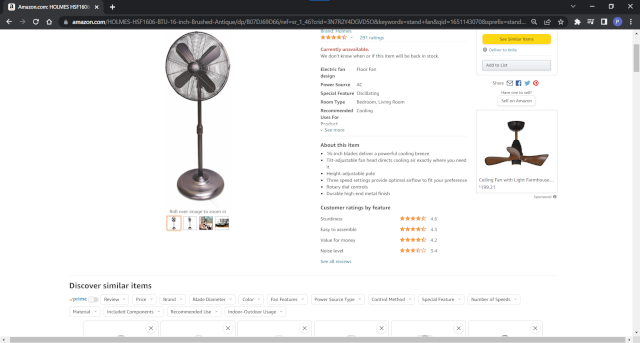 Amazon.com: HOLMES HSF160
amazon.com/HOLMES-HSF1606-BTU-16-inch-Brushed-Antique/dp/B07DJ69D66/ref=sr_1_46?crid=3N7R2Y4DGVDSO&keywords=stand+fan&qid=1651143070&sprefix=stand...
Brand: Holmes
291 ratings
Currently unavailable.
We don't know when or if this item will be back in stock.
Electric fan design Floor Fan
Power Source AC
Special Feature Oscillating
Room Type Bedroom, Living Room
Recommended Uses For Product Cooling
See more
About this item
16 inch blades deliver a powerful cooling breeze
Tilt-adjustable fan head directs cooling air exactly where you need
it
Height-adjustable pole
Three speed settings provide optimal airflow to fit your preference
Rotary dial controls
Durable high-end metal finish
Roll over image to zoom in
Customer ratings by feature
Sturdiness 4.6
Easy to assemble 4.5
Value for money 4.2
Noise level
See all reviews
See Similar Items
Deliver to India
Add to List
Share
Have one to sell?
Sell on Amazon
Ceiling Fan with Light Farmhouse...
$199.21
Sponsored
Discover similar items
prime Review Price Brand Blade Diameter Color Fan Features Power Source Type Control Method Special Feature Number of Speeds
Material Included Components Recommended Use Indoor-Outdoor Usage